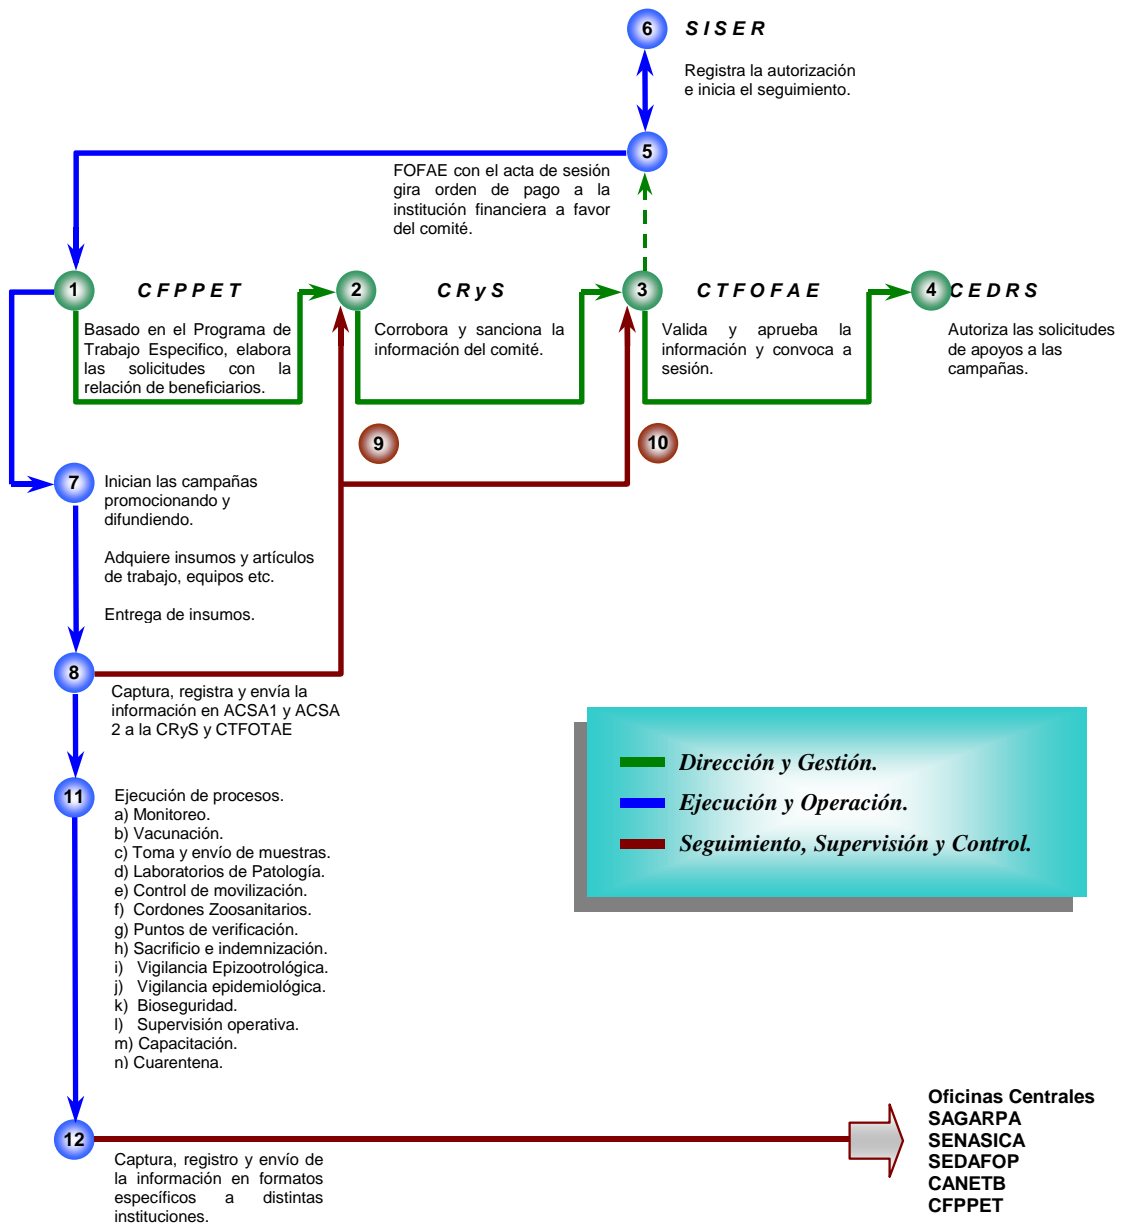 6 SISER
Registra la autorización
e inicia el seguimiento.
5
FOFAE con el acta de sesión
gira orden de pago a la
institución financiera a favor
del comité.
1 CFPPET
Basado en el Programa de
Trabajo Especifico, elabora
las solicitudes con la
relación de beneficiarios.
2 CRyS
Corrobora y sanciona la
información del comité.
3 CTFOFAE
Valida y aprueba la
información y convoca a
sesión.
4 CEDRS
Autoriza las solicitudes
de apoyos a las
campañas.
9
10
7
Inician las campañas
promocionando y
difundiendo.
Adquiere insumos y artículos
de trabajo, equipos etc.
Entrega de insumos.
8
Captura, registra y envía la
información en ACSA1 y ACSA
2 a la CRyS y CTFOTAE
Dirección y Gestión.
Ejecución y Operación.
Seguimiento, Supervisión y Control.
11
Ejecución de procesos.
a) Monitoreo.
b) Vacunación.
c) Toma y envío de muestras.
d) Laboratorios de Patología.
e) Control de movilización.
f) Cordones Zoosanitarios.
g) Puntos de verificación.
h) Sacrificio e indemnización.
i) Vigilancia Epizootrológica.
j) Vigilancia epidemiológica.
k) Bioseguridad.
l) Supervisión operativa.
m) Capacitación.
n) Cuarentena.
12
Captura, registro y envío de
la información en formatos
específicos a distintas
instituciones.
Oficinas Centrales
SAGARPA
SENASICA
SEDAFOP
CANETB
CFPPET